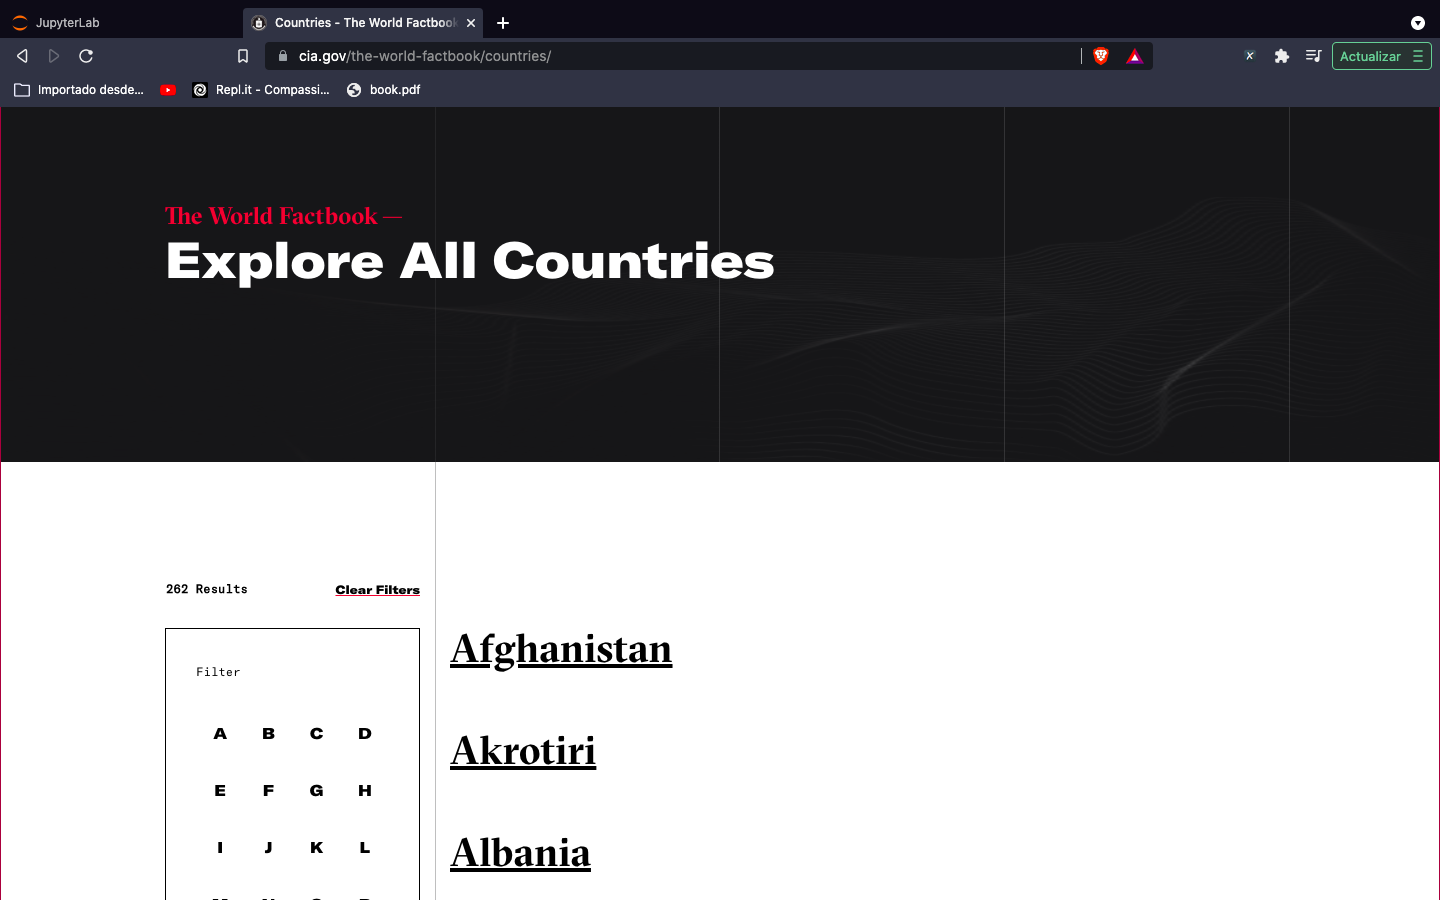 JupyterLab
Countries - The World Factbook
cia.gov/the-world-factbook/countries/
Actualizar
Importado desde...
Repl.it - Compassi...
book.pdf
The World Factbook —
Explore All Countries
262 Results
Clear Filters
Filter
A B C D
E F G H
I J K L
Afghanistan
Akrotiri
Albania